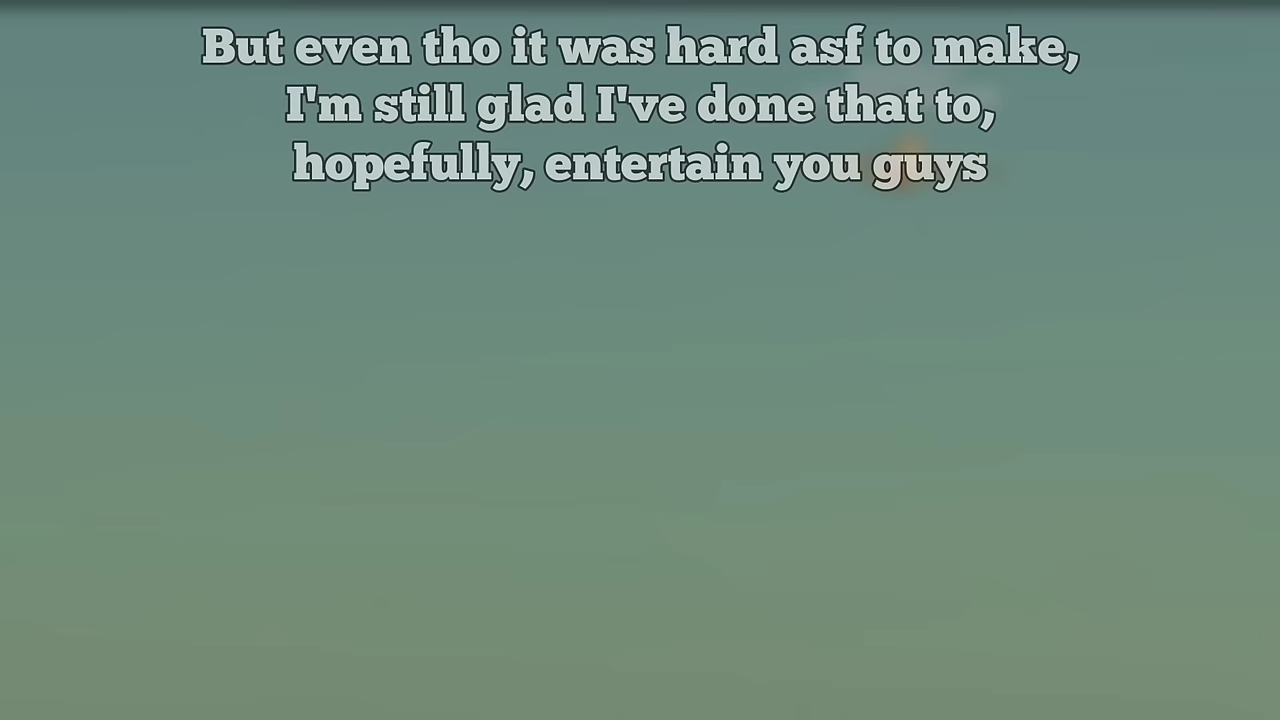 But even tho it was hard asf to make,
I'm still glad I've done that to,
hopefully, entertain you guys